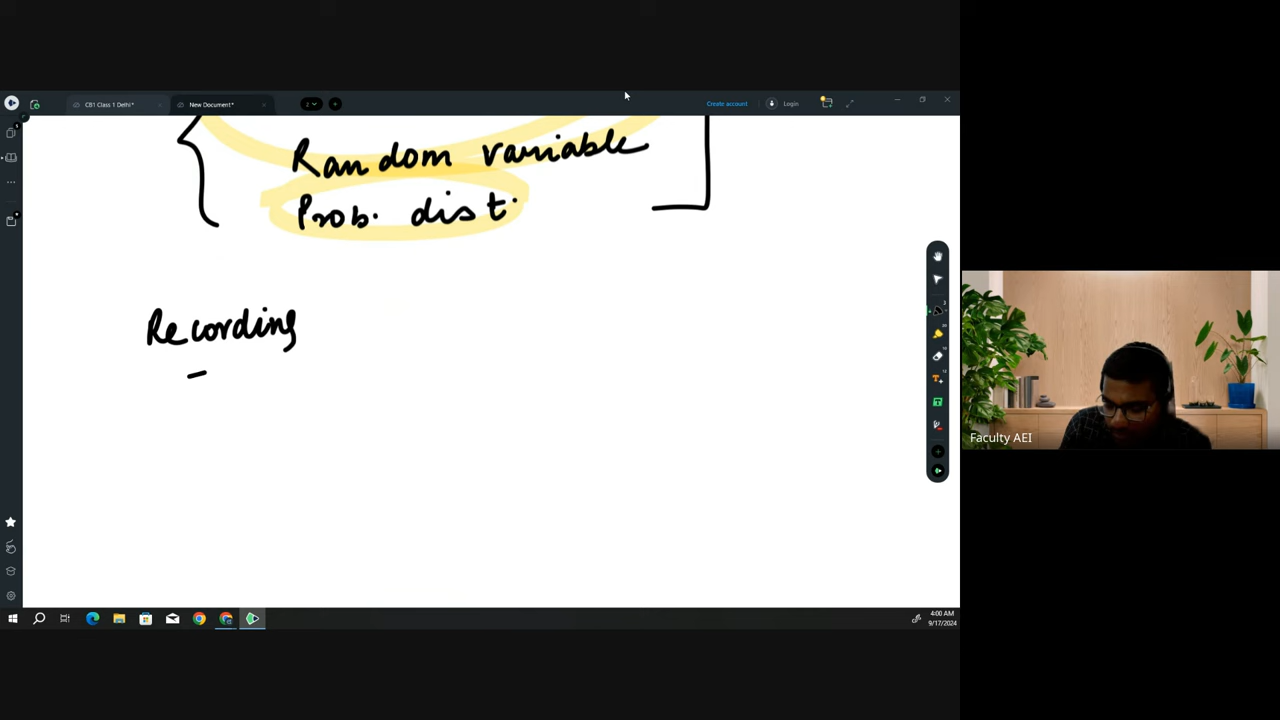 CB1 Class 1 Delhi*
New Document*
2
Create account
Login
Random variable
Prob. dist.
Recording
Faculty AEI
4:00 AM
9/17/2024